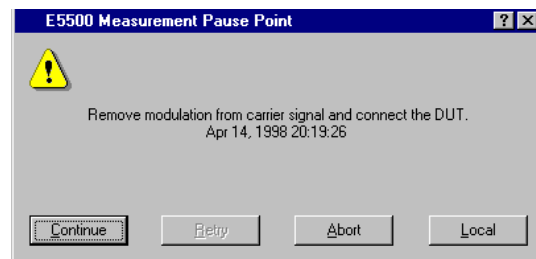 E5500 Measurement Pause Point
Remove modulation from carrier signal and connect the DUT.
Apr 14, 1998 20:19:26
Continue Retry Abort Local